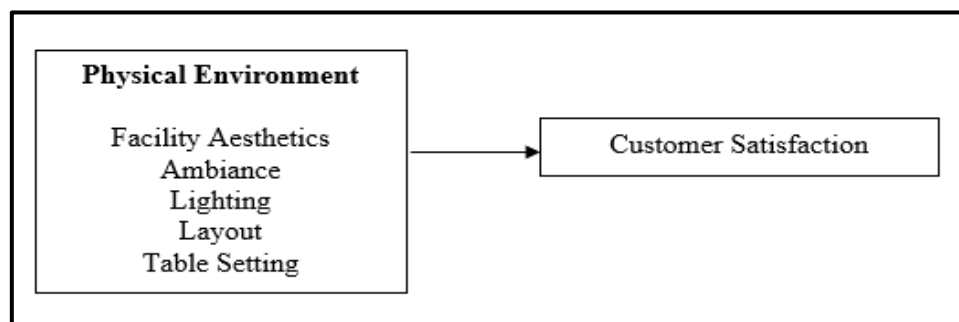 Physical Environment
Facility Aesthetics
Ambiance
Lighting
Layout
Table Setting
Customer Satisfaction